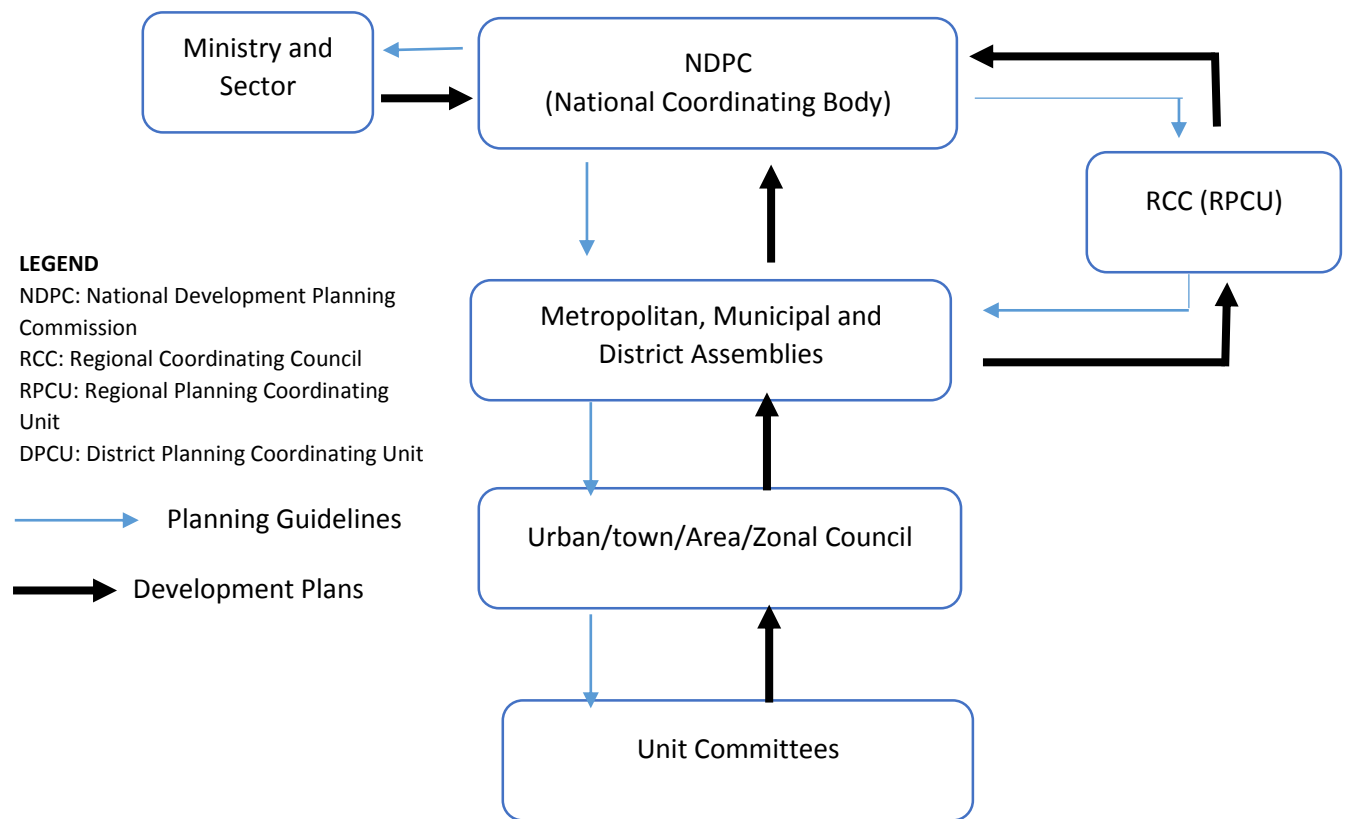 Ministry and
Sector
NDPC
(National Coordinating Body)
RCC (RPCU)
LEGEND
NDPC: National Development Planning
Commission
RCC: Regional Coordinating Council
RPCU: Regional Planning Coordinating
Unit
DPCU: District Planning Coordinating Unit
Planning Guidelines
Development Plans
Metropolitan, Municipal and
District Assemblies
Urban/town/Area/Zonal Council
Unit Committees